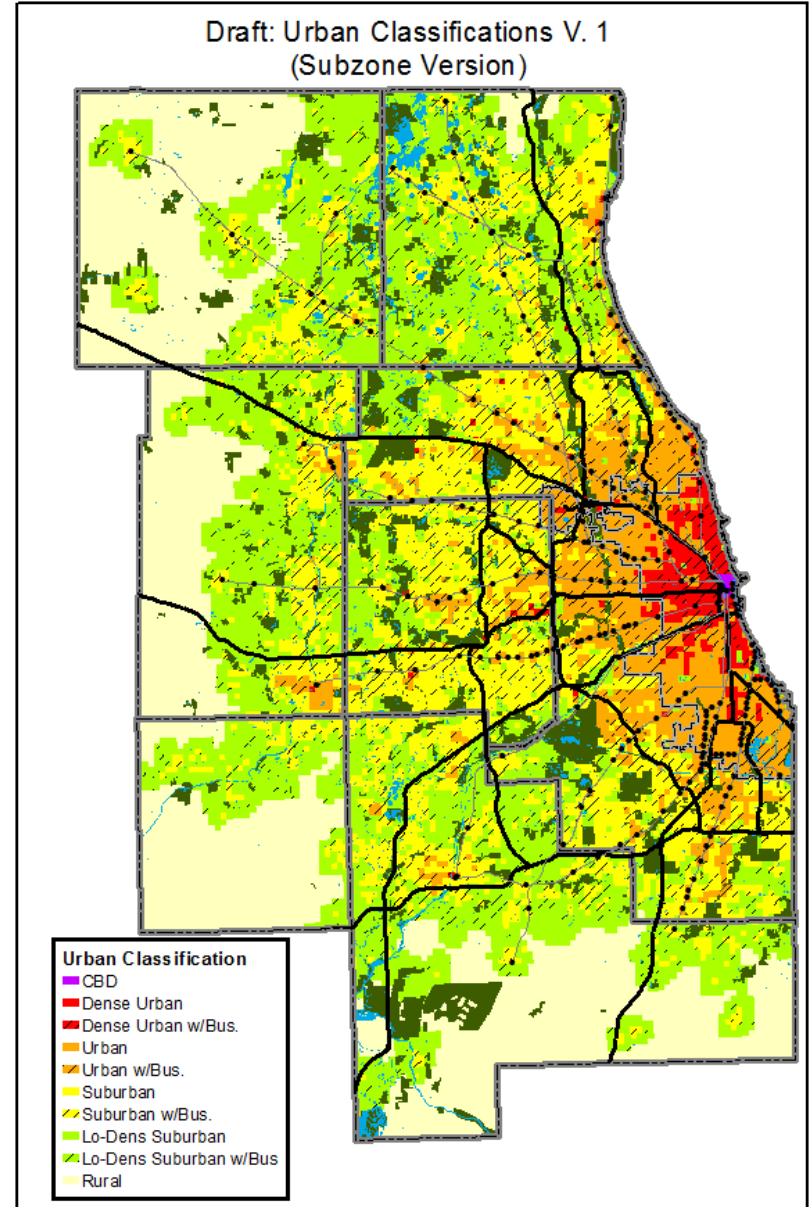 Draft: Urban Classifications V. 1
(Subzone Version)
Urban Classification
CBD
Dense Urban
Dense Urban w/Bus.
Urban
Urban w/Bus.
Suburban
Suburban w/Bus.
Lo-Dens Suburban
Lo-Dens Suburban w/Bus
Rural